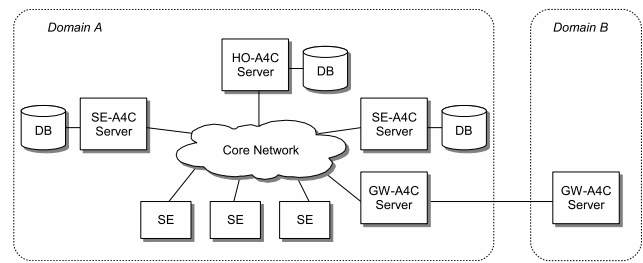 Domain A
Domain B
HO-A4C
Server
DB
DB
SE-A4C
Server
SE-A4C
Server
DB
Core Network
GW-A4C
Server
GW-A4C
Server
SE
SE
SE